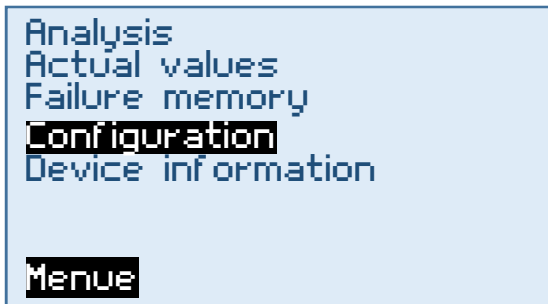 Analysis
Actual values
Failure memory
Configuration
Device information
Menue